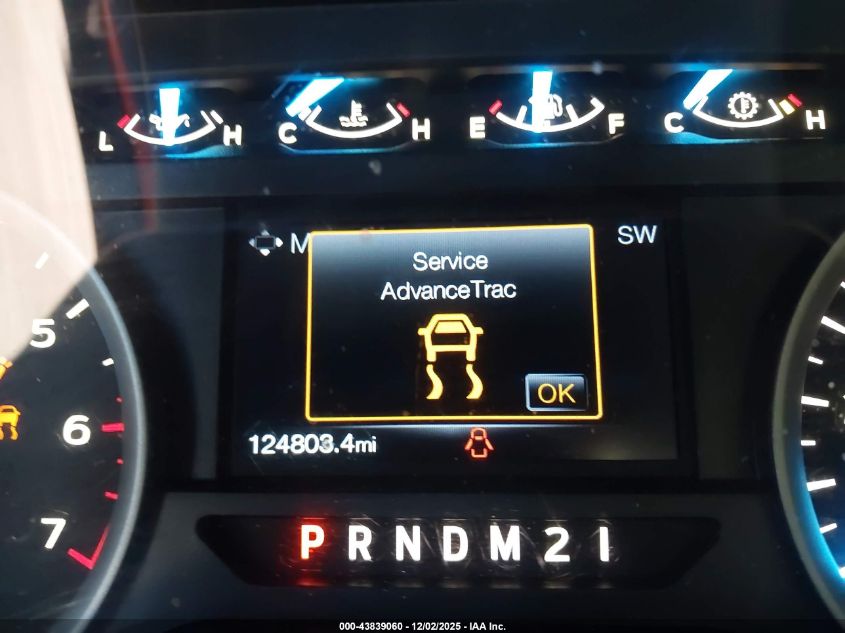 L H C H E F C H
M SW
Service
AdvanceTrac
OK
5
6
7
124803.4mi
P R N D M 2 1
000-43839060 - 12/02/2025 - IAA Inc.